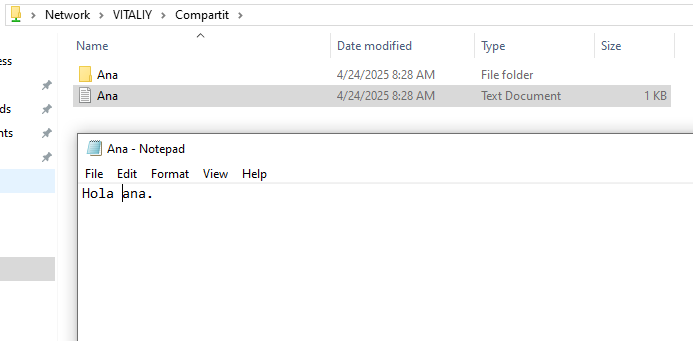 Network > VITALIY > Compartit >
Name Date modified Type Size
ess
Ana 4/24/2025 8:28 AM File folder
Ana 4/24/2025 8:28 AM Text Document 1 KB
ds
nts
Ana - Notepad
File Edit Format View Help
Hola ana.